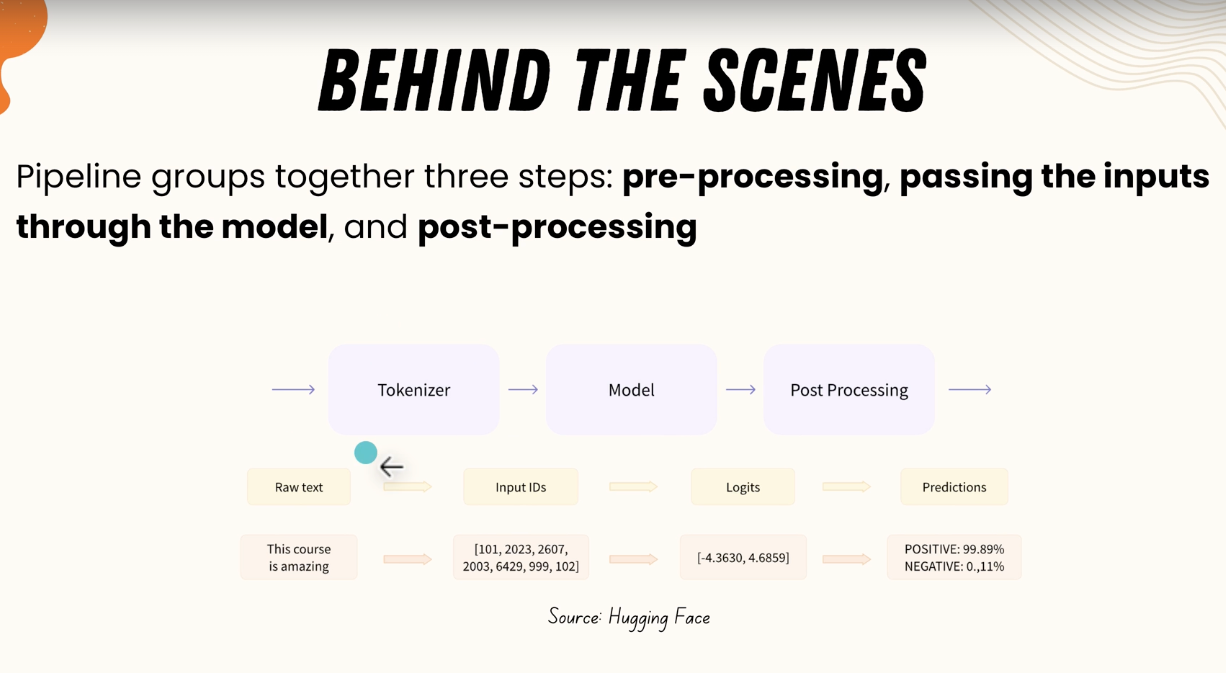 BEHIND THE SCENES
Pipeline groups together three steps: pre-processing, passing the inputs
through the model, and post-processing
Tokenizer
Model
Post Processing
Raw text
Input IDs
Logits
Predictions
This course
is amazing
[101, 2023, 2607,
2003, 6429, 999, 102]
[-4.3630, 4.6859]
POSITIVE: 99.89%
NEGATIVE: 0.,11%
Source: Hugging Face